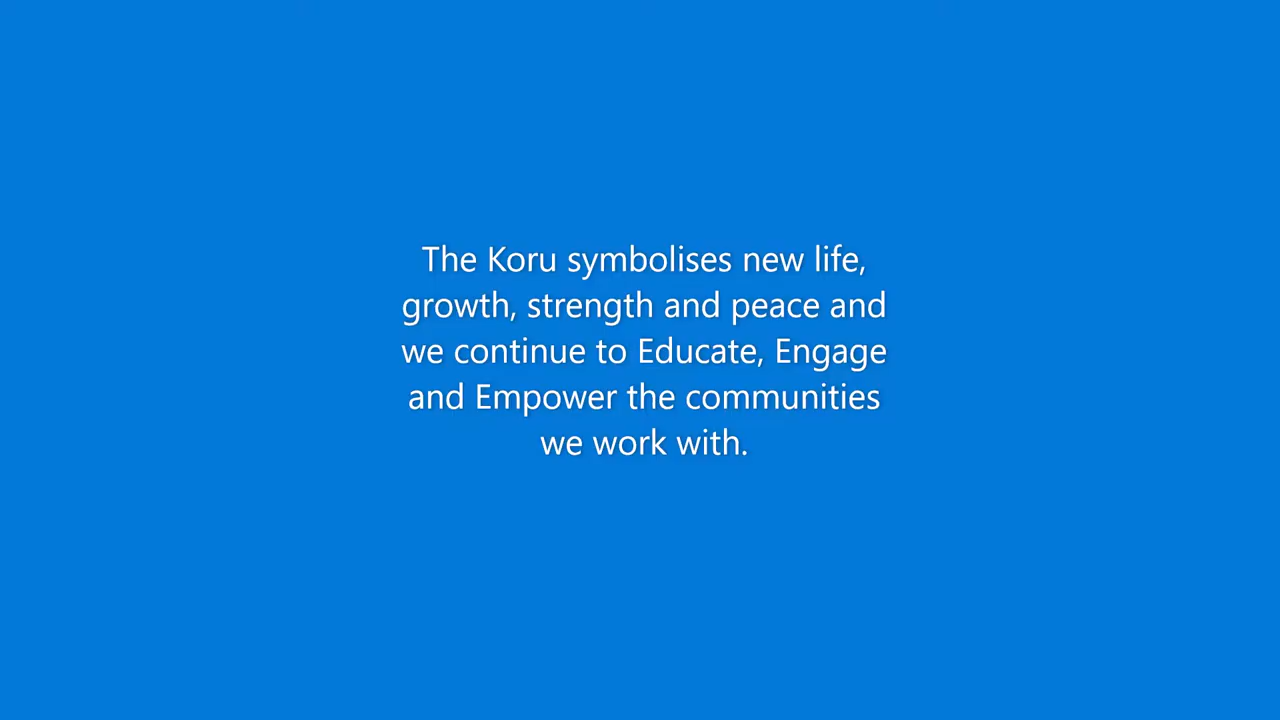 The Koru symbolises new life,
growth, strength and peace and
we continue to Educate, Engage
and Empower the communities
we work with.